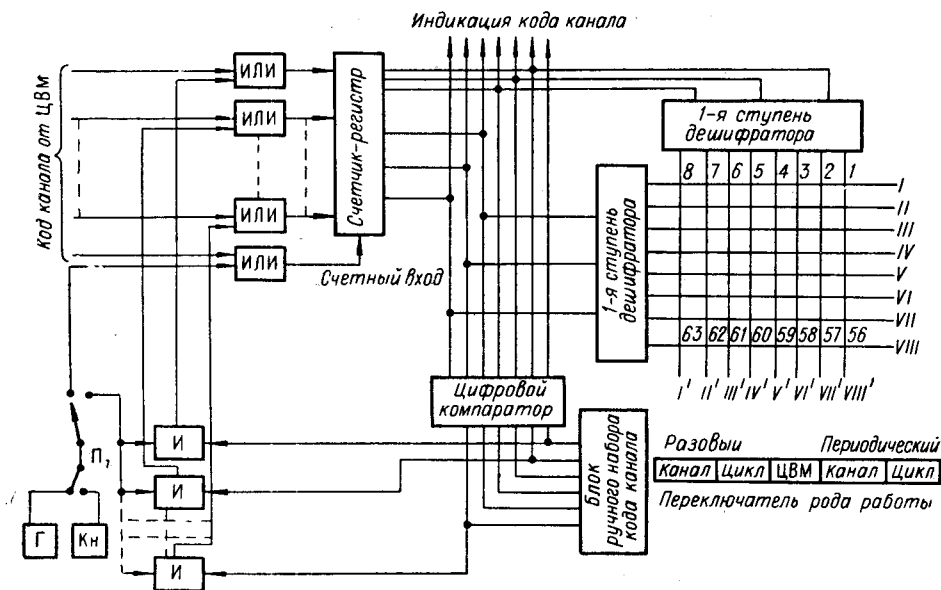 Индикация кода канала
Код канала от ЦВМ
ИЛИ
ИЛИ
ИЛИ
ИЛИ
Счетчик-регистр
Счетный вход
1-я ступень
дешифратора
8 7 6 5 4 3 2 1
1-я ступень
дешифратора
I
II
III
IV
V
VI
VII
VIII
63 62 61 60 59 58 57 56
I' II' III' IV' V' VI' VII' VIII'
Цифровой
компаратор
П₁
Г
Кн
И
И
И
Блок
ручного набора
кода канала
Разовый Периодический
Канал Цикл ЦВМ Канал Цикл
Переключатель рода работы